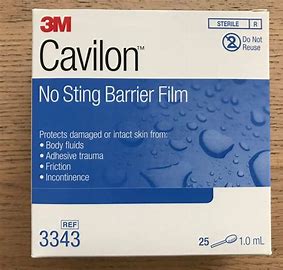 3M
STERILE R
Cavilon™
2 Do Not
Reuse
No Sting Barrier Film
Protects damaged or intact skin from:
• Body fluids
• Adhesive trauma
• Friction
• Incontinence
REF
3343
25 1.0 mL